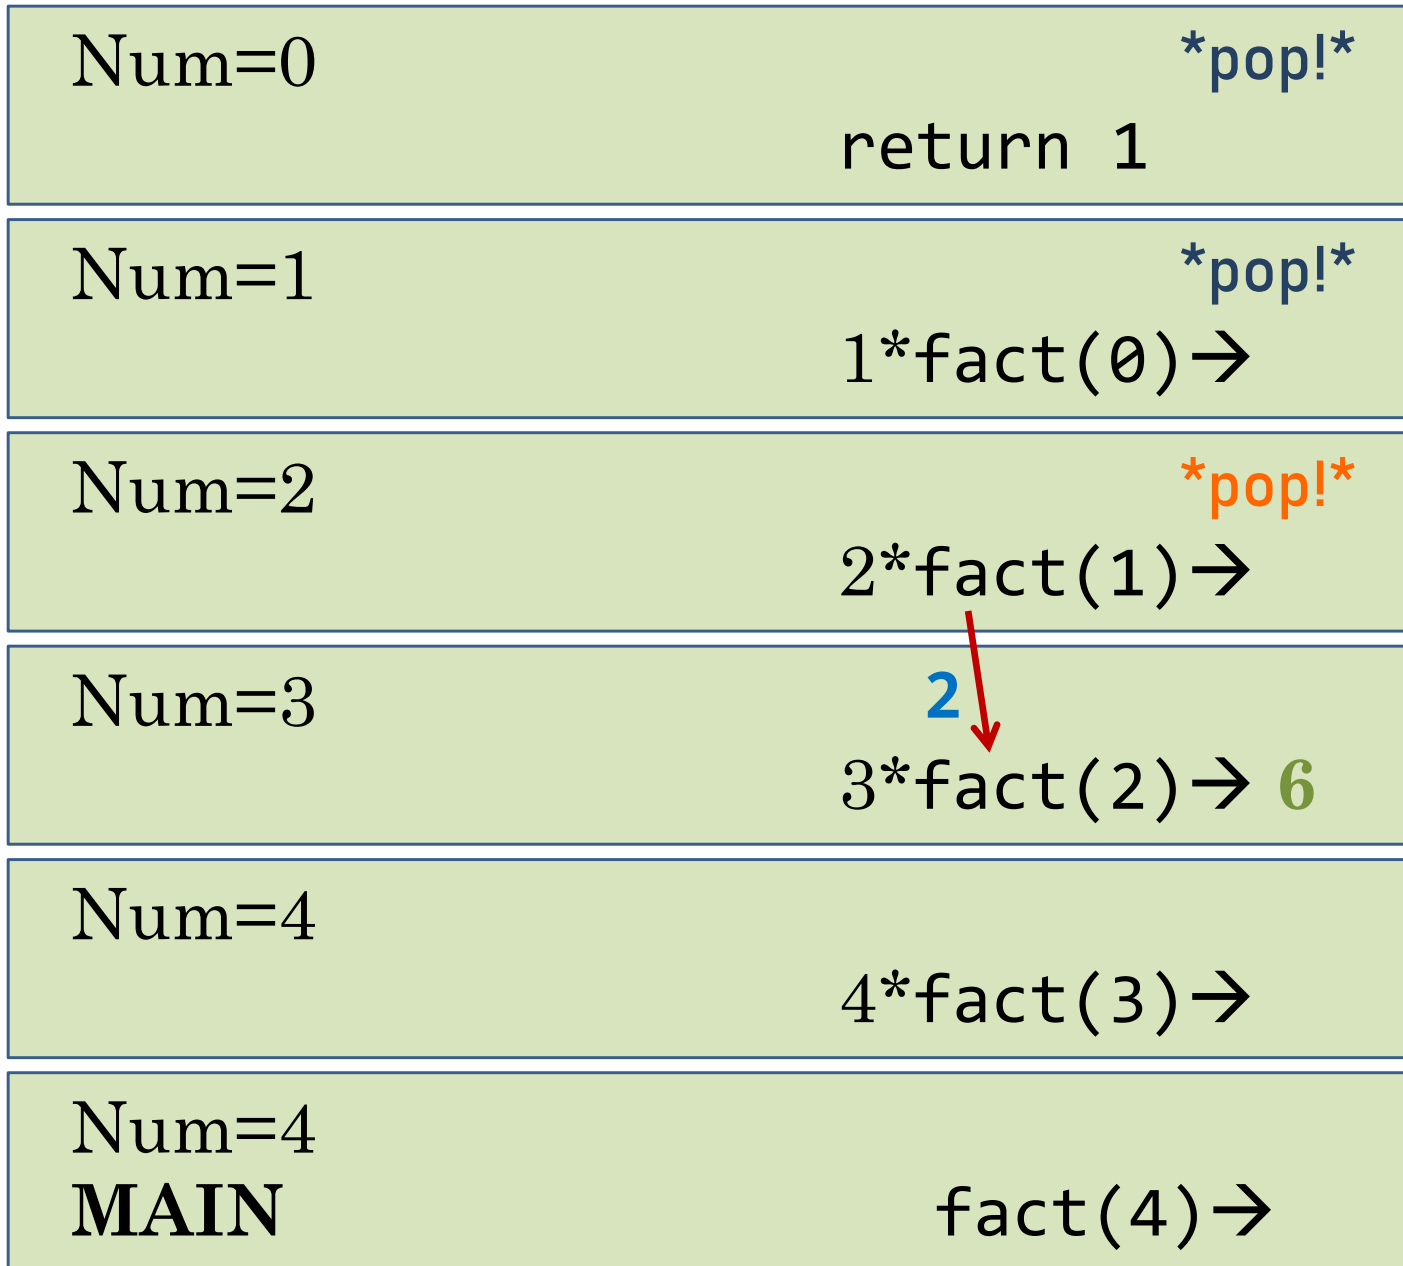 Num=0 *pop!*
return 1
Num=1 *pop!*
1*fact(0)→
Num=2 *pop!*
2*fact(1)→
Num=3 2
3*fact(2)→ 6
Num=4
4*fact(3)→
Num=4
MAIN fact(4)→